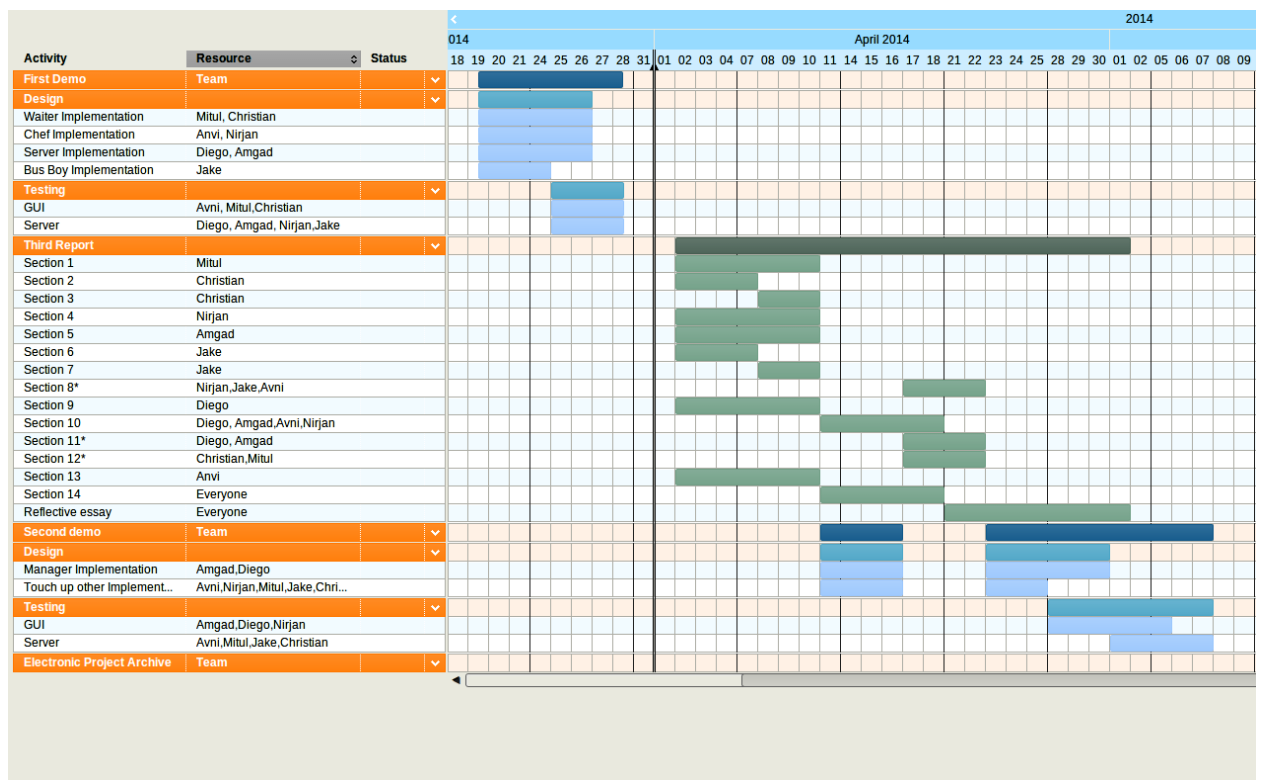 2014
014 April 2014
Activity Resource Status 18 19 20 21 24 25 26 27 28 31 01 02 03 04 07 08 09 10 11 14 15 16 17 18 21 22 23 24 25 28 29 30 01 02 05 06 07 08 09
First Demo Team
Design
Waiter Implementation Mitul, Christian
Chef Implementation Anvi, Nirjan
Server Implementation Diego, Amgad
Bus Boy Implementation Jake
Testing
GUI Avni, Mitul,Christian
Server Diego, Amgad, Nirjan,Jake
Third Report
Section 1 Mitul
Section 2 Christian
Section 3 Christian
Section 4 Nirjan
Section 5 Amgad
Section 6 Jake
Section 7 Jake
Section 8* Nirjan,Jake,Avni
Section 9 Diego
Section 10 Diego, Amgad,Avni,Nirjan
Section 11* Diego, Amgad
Section 12* Christian,Mitul
Section 13 Anvi
Section 14 Everyone
Reflective essay Everyone
Second demo Team
Design
Manager Implementation Amgad,Diego
Touch up other Implement... Avni,Nirjan,Mitul,Jake,Chri...
Testing
GUI Amgad,Diego,Nirjan
Server Avni,Mitul,Jake,Christian
Electronic Project Archive Team